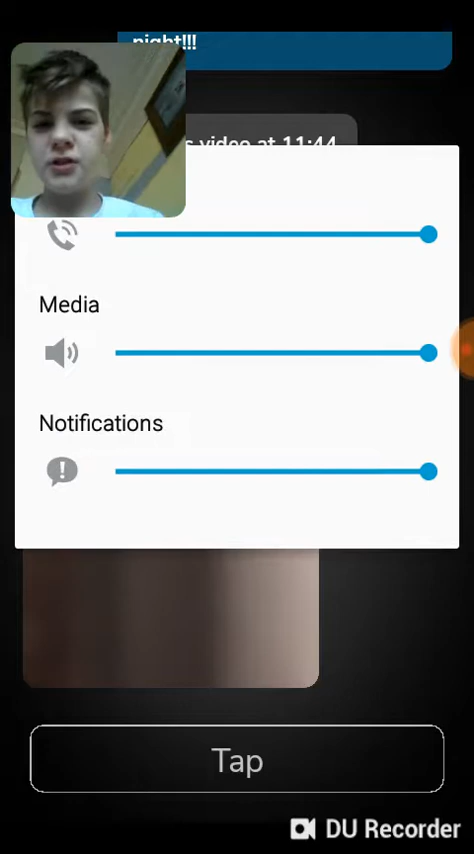 night!!!
s video at 11:44
Media
Notifications
Tap
DU Recorder